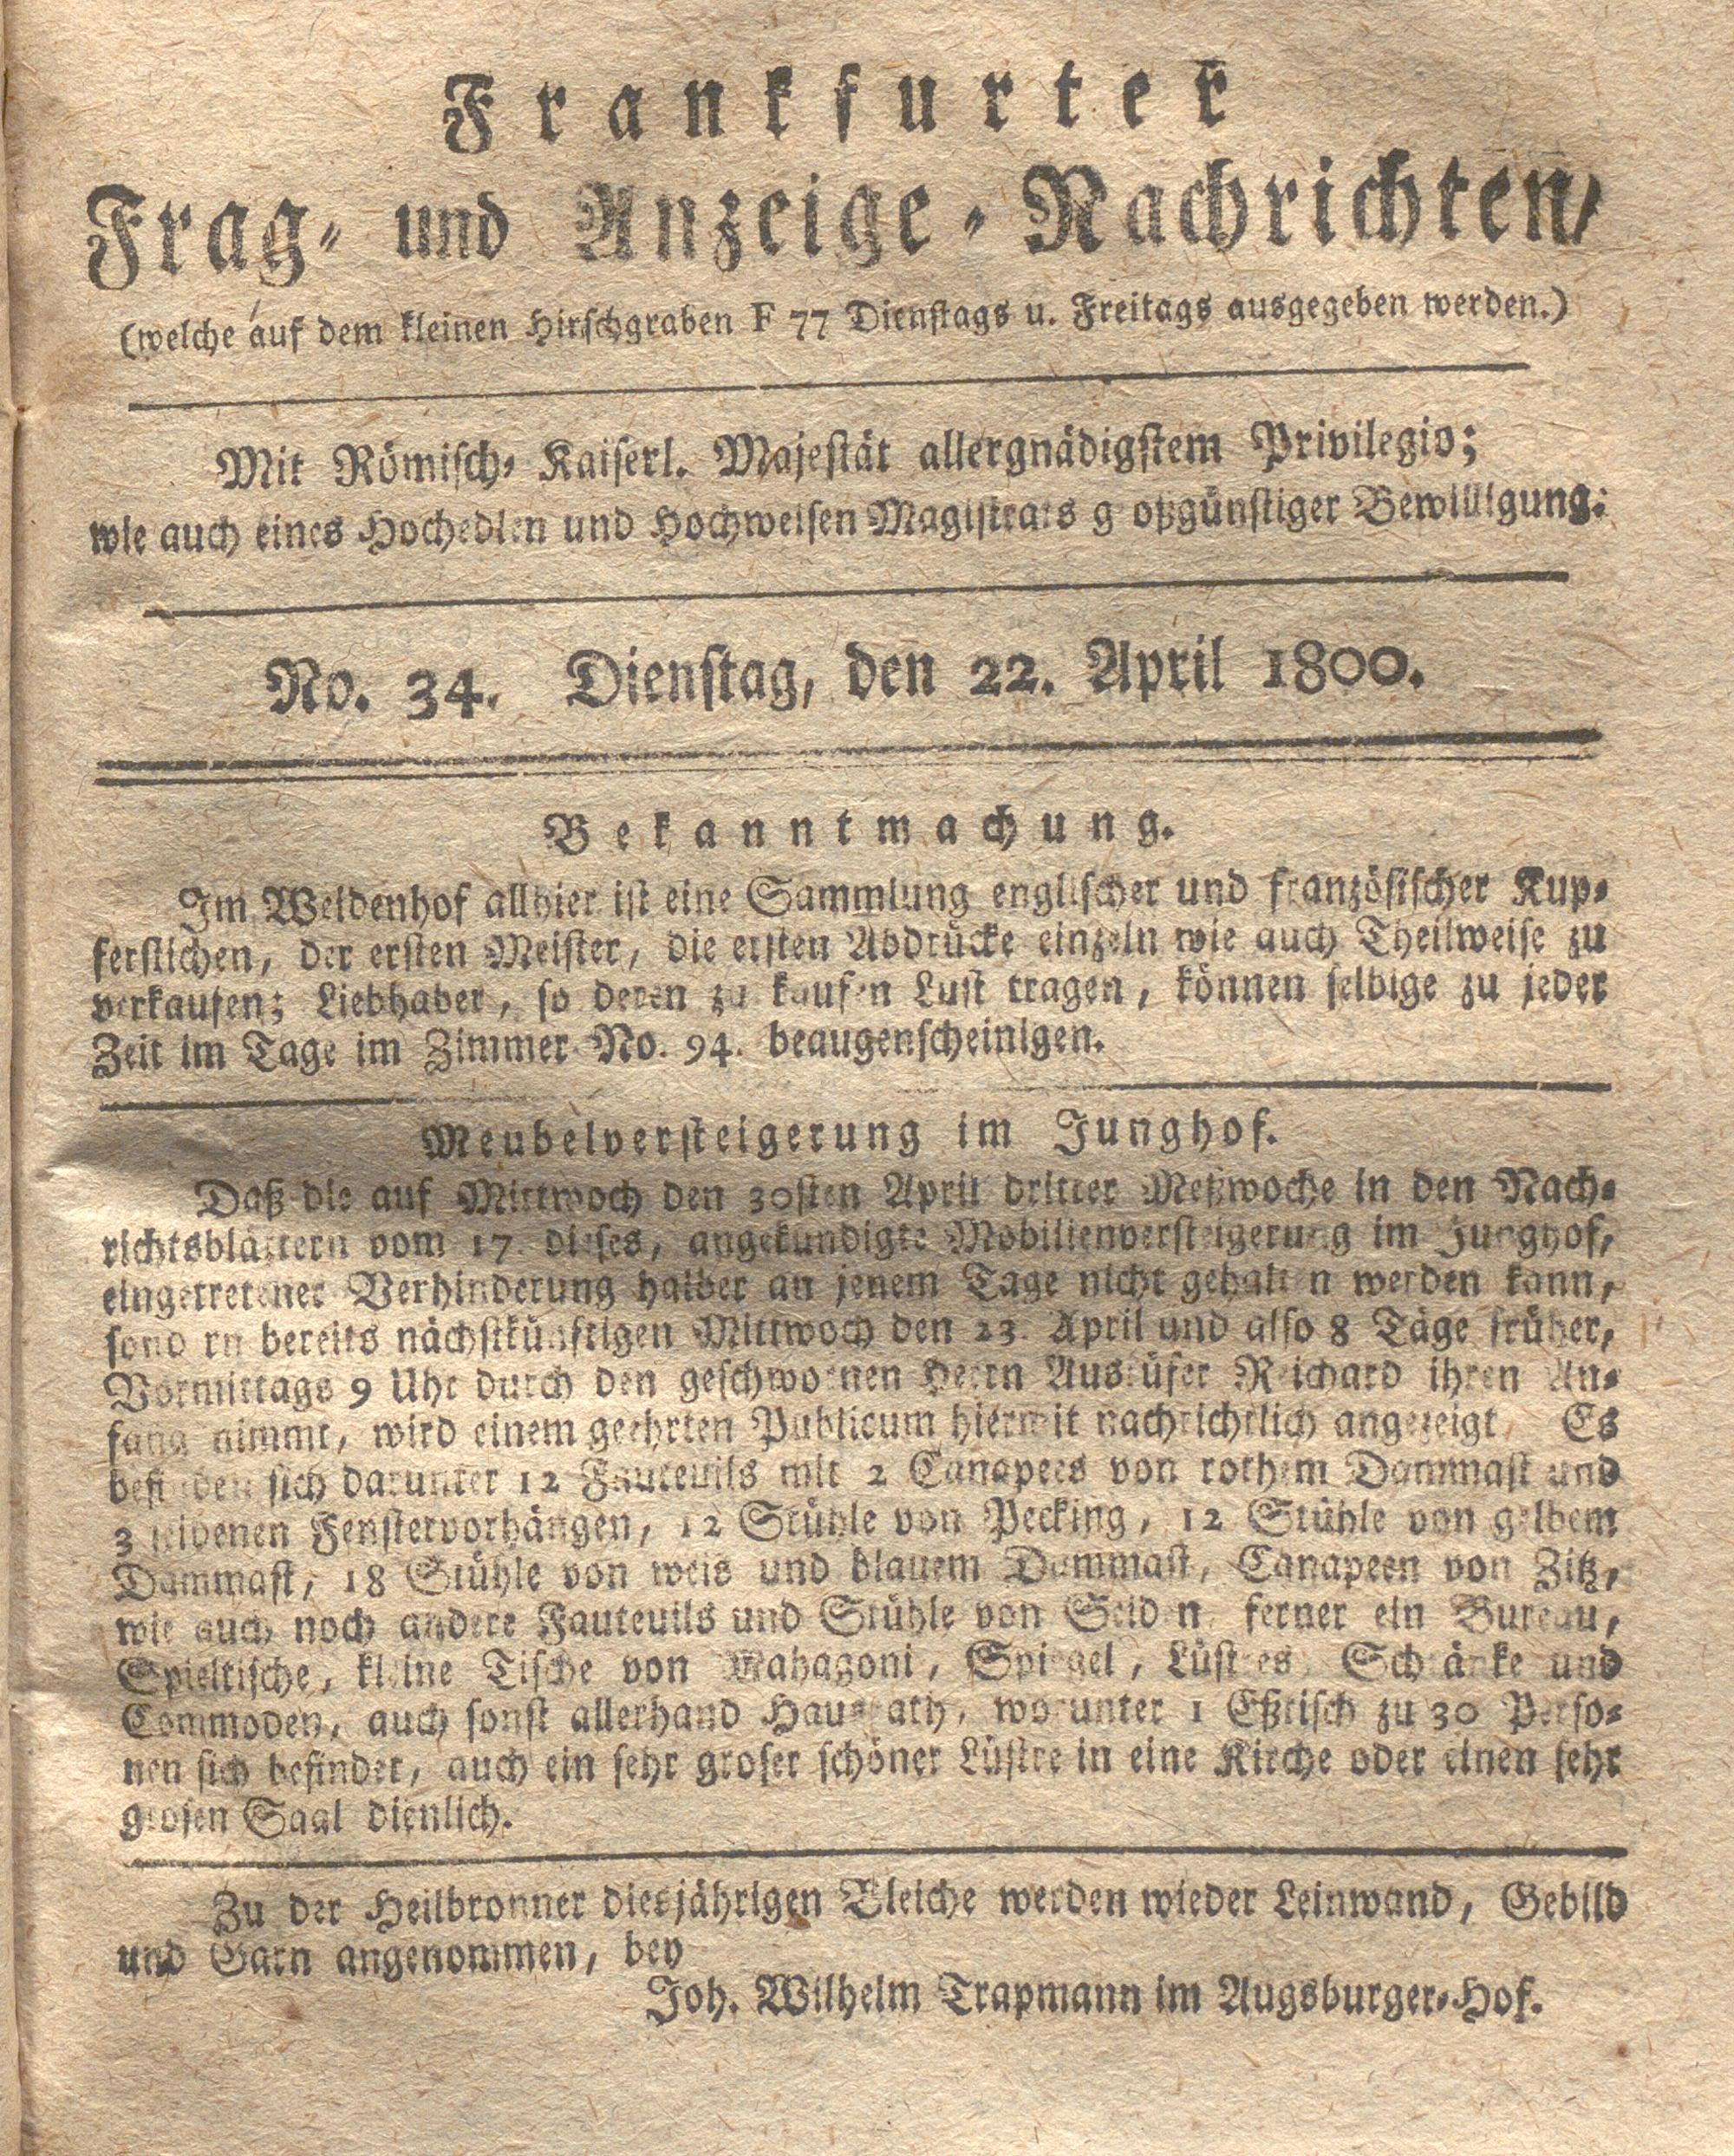 Frankfurter
Frag- und Anzeige-Nachrichten,
(welche auf dem kleinen Hirschgraben F 77 Dienstags u. Freitags ausgegeben werden.)
Mit Römisch- Kaiserl. Majestät allergnädigstem Privilegio;
wie auch eines Hochedlen und Hochweisen Magistrats g oßgünstiger Bewilligung.
No. 34. Dienstag, den 22. April 1800.
Bekanntmachung.
Im Weidenhof allhier ist eine Sammlung englischer und französischer Kup-
ferstichen, der ersten Meister, die ersten Abdrücke einzeln wie auch Theilweise zu
verkaufen; Liebhaber, so deren zu kaufen Lust tragen, können selbige zu jeder
Zeit im Tage im Zimmer No. 94. beaugenscheinigen.
Meubelversteigerung im Junghof.
Daß die auf Mittwoch den 30sten April dritter Meßwoche in den Nach-
richtsblättern vom 17. dieses, angekündigte Mobilienversteigerung im Junghof,
eingetretener Verhinderung halber an jenem Tage nicht gehalten werden kann,
sond rn bereits nächstkünftigen Mittwoch den 23. April und also 8 Täge früher,
Vormittags 9 Uhr durch den geschwornen Herrn Ausrüfer Reichard ihren An-
fang nimmt, wird einem geehrten Publicum hiermit nachrichtlich angezeigt. Es
befinden sich darunter 12 Fauteuils mit 2 Canapees von rothem Dammast und
3 seidenen Fenstervorhängen, 12 Stühle von Pecking, 12 Stühle von gelbem
Dammast, 18 Stühle von weis und blauem Dammast, Canapeen von Zitz,
wie auch noch andere Fauteuils und Stühle von Seiden, ferner ein Bureau,
Spieltische, kleine Tische von Mahagoni, Spiegel, Lüstres, Schränke und
Commoden, auch sonst allerhand Hausrath, worunter 1 Eßtisch zu 30 Perso-
nen sich befindet, auch ein sehr groser schöner Lüstre in eine Kirche oder einen sehr
grosen Saal dienlich.
Zu der Heilbronner diesjährigen Bleiche werden wieder Leinwand, Gebild
und Garn angenommen, bey
Joh. Wilhelm Trapmann im Augsburger-Hof.